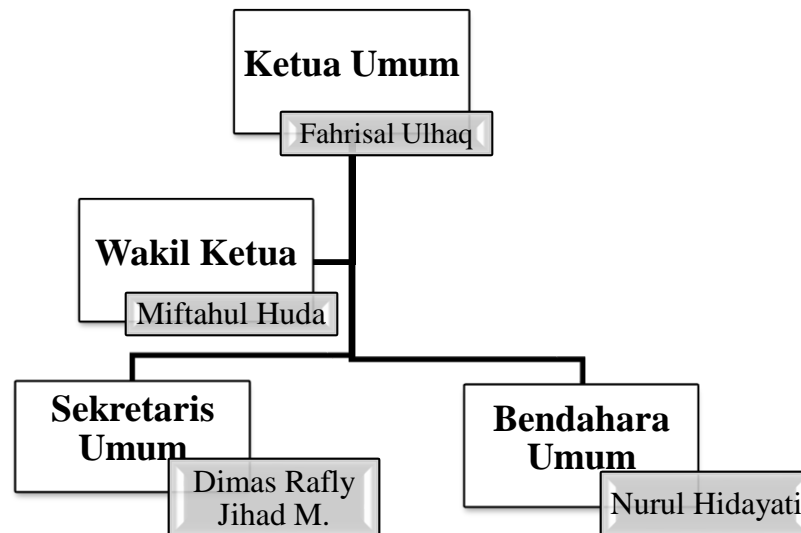 Ketua Umum
Fahrisal Ulhaq
Wakil Ketua
Miftahul Huda
Sekretaris
Umum
Dimas Rafly
Jihad M.
Bendahara
Umum
Nurul Hidayati